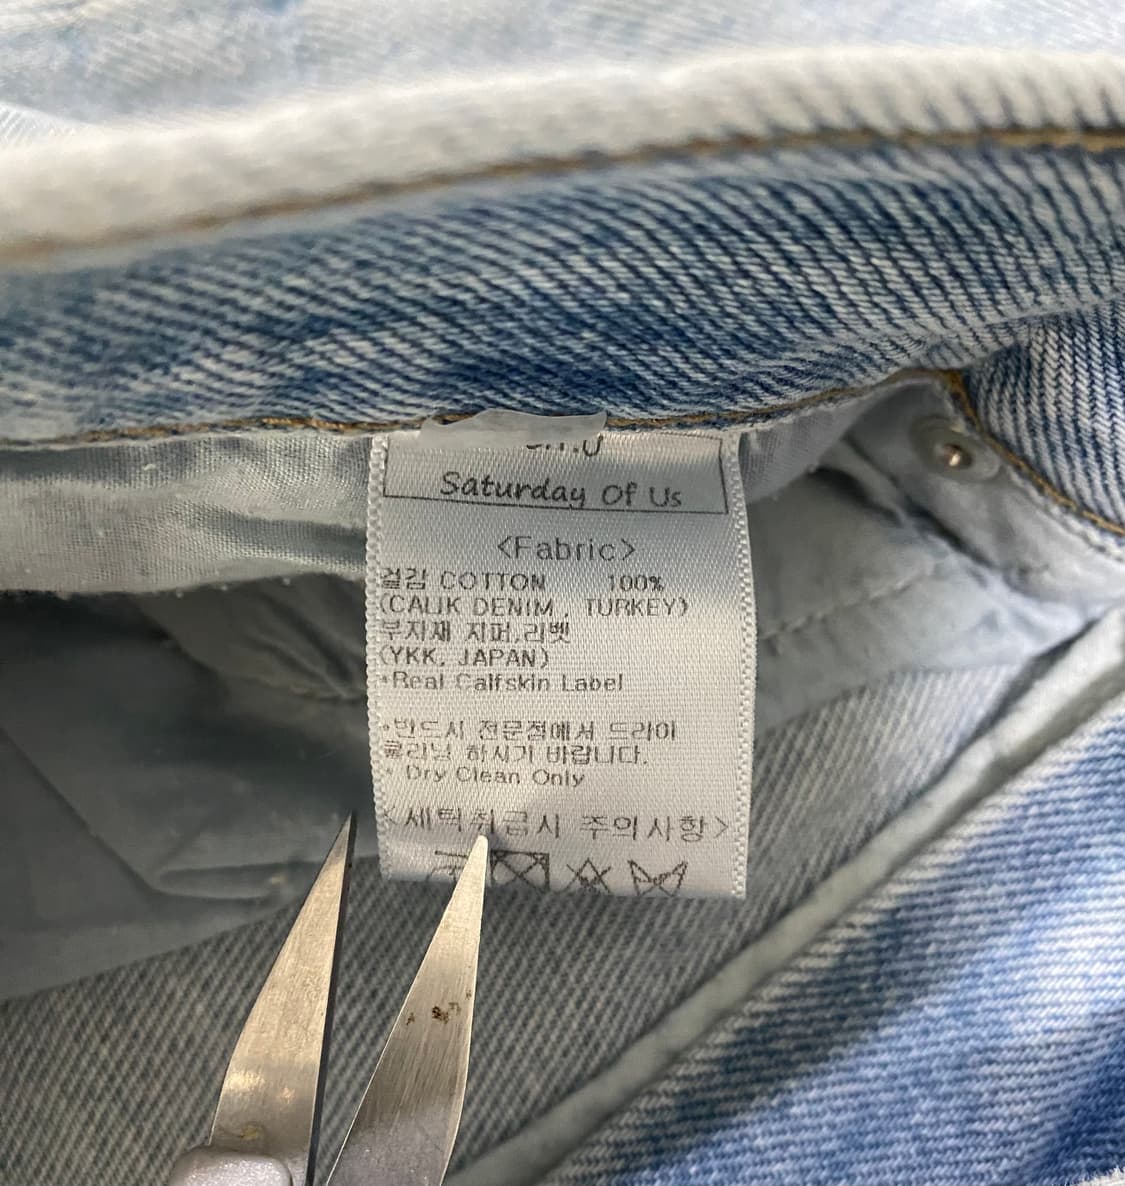 Saturday Of Us
<Fabric>
겉감 COTTON 100%
(CALIK DENIM , TURKEY)
부자재 지퍼,리벳
(YKK, JAPAN)
*Real Calfskin Label
*반드시 전문점에서 드라이
클리닝 하시기 바랍니다.
* Dry Clean Only
<세탁취급시 주의사항>